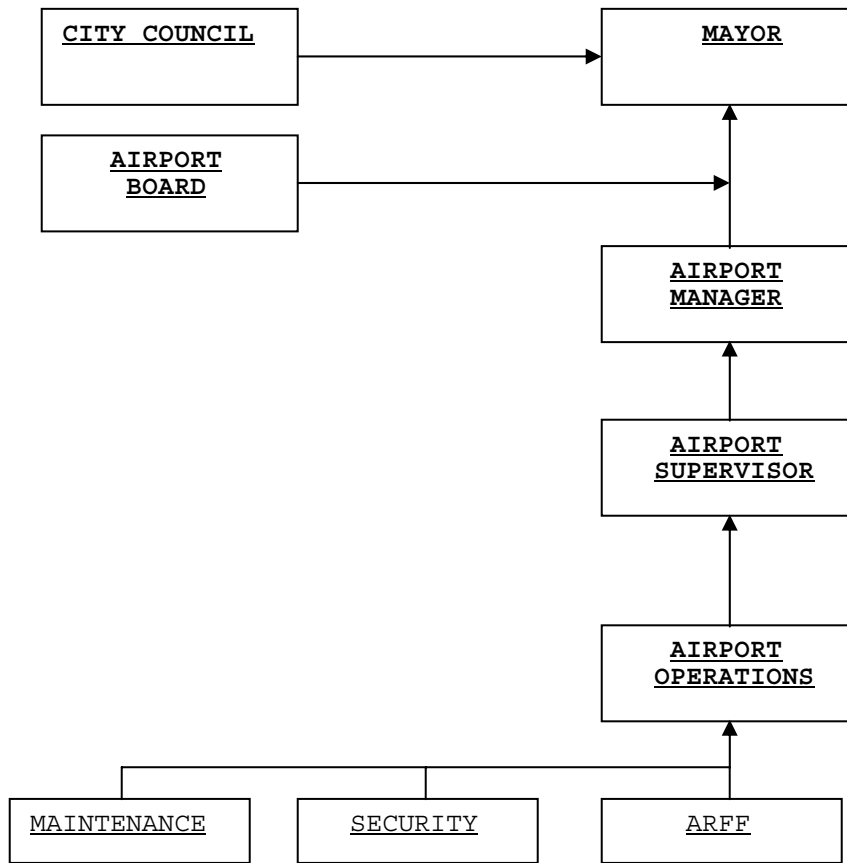 CITY COUNCIL
MAYOR
AIRPORT
BOARD
AIRPORT
MANAGER
AIRPORT
SUPERVISOR
AIRPORT
OPERATIONS
MAINTENANCE
SECURITY
ARFF